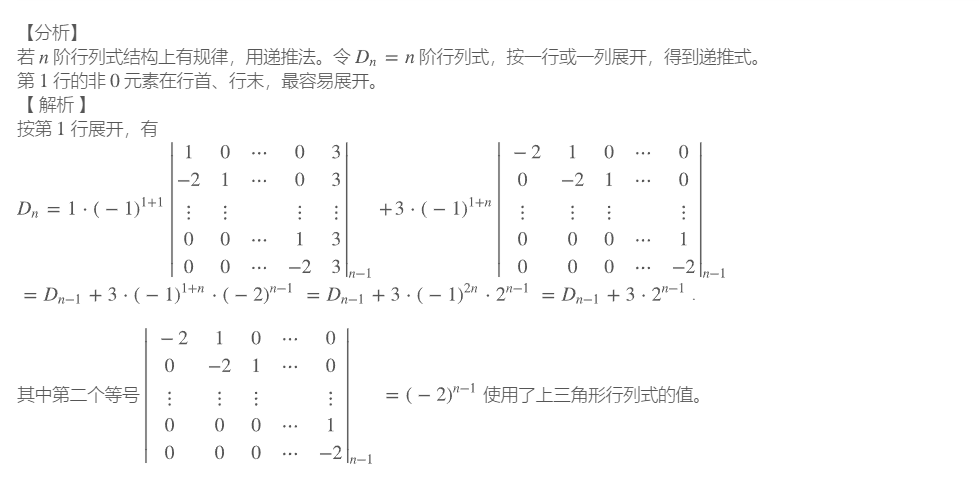 【分析】
若 n 阶行列式结构上有规律，用递推法。令 Dₙ = n 阶行列式，按一行或一列展开，得到递推式。
第 1 行的非 0 元素在行首、行末，最容易展开。
【 解析 】
按第 1 行展开，有
$D_n = 1 \cdot (-1)^{1+1} \begin{vmatrix} 1 & 0 & \cdots & 0 & 3 \\ -2 & 1 & \cdots & 0 & 3 \\ \vdots & \vdots & & \vdots & \vdots \\ 0 & 0 & \cdots & 1 & 3 \\ 0 & 0 & \cdots & -2 & 3 \end{vmatrix}_{n-1} + 3 \cdot (-1)^{1+n} \begin{vmatrix} -2 & 1 & 0 & \cdots & 0 \\ 0 & -2 & 1 & \cdots & 0 \\ \vdots & \vdots & \vdots & & \vdots \\ 0 & 0 & 0 & \cdots & 1 \\ 0 & 0 & 0 & \cdots & -2 \end{vmatrix}_{n-1}$
$= D_{n-1} + 3 \cdot (-1)^{1+n} \cdot (-2)^{n-1} = D_{n-1} + 3 \cdot (-1)^{2n} \cdot 2^{n-1} = D_{n-1} + 3 \cdot 2^{n-1}$ .
其中第二个等号 $\begin{vmatrix} -2 & 1 & 0 & \cdots & 0 \\ 0 & -2 & 1 & \cdots & 0 \\ \vdots & \vdots & \vdots & & \vdots \\ 0 & 0 & 0 & \cdots & 1 \\ 0 & 0 & 0 & \cdots & -2 \end{vmatrix}_{n-1} = (-2)^{n-1}$ 使用了上三角形行列式的值。